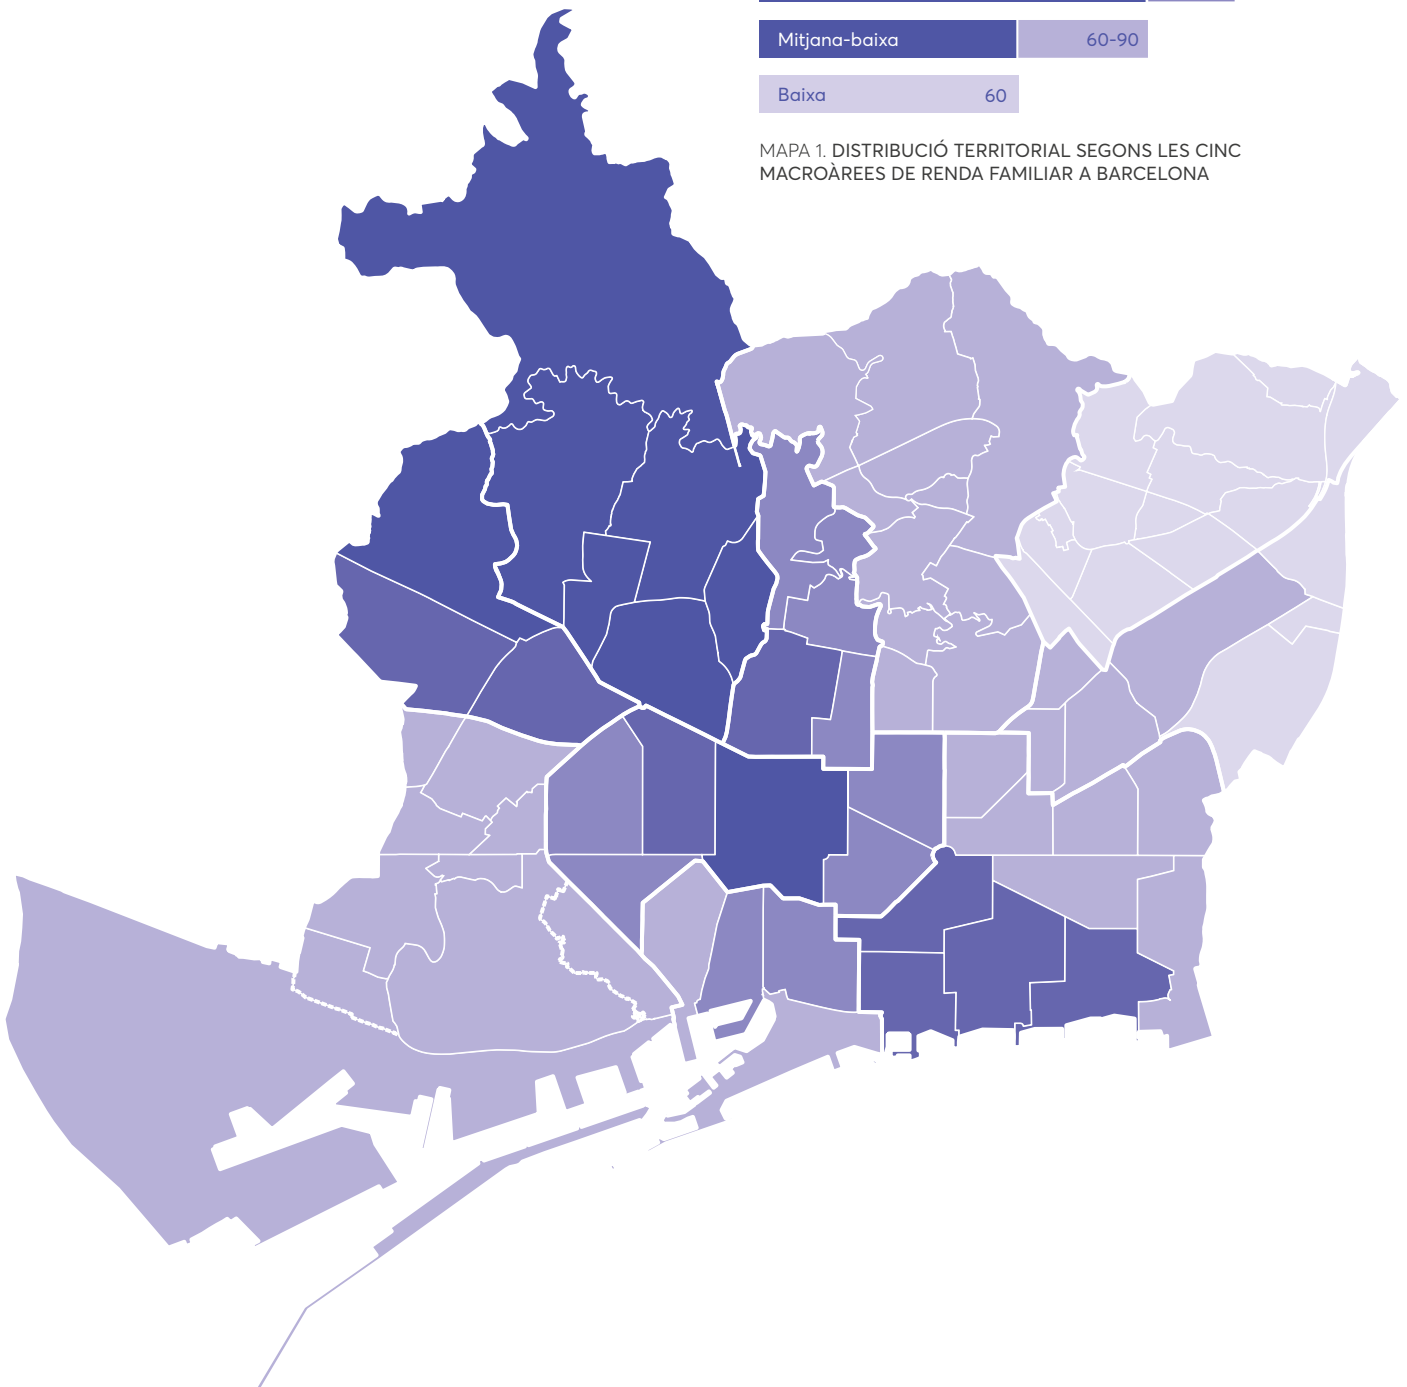 Mitjana-baixa 60-90
Baixa 60
MAPA 1. DISTRIBUCIÓ TERRITORIAL SEGONS LES CINC
MACROÀREES DE RENDA FAMILIAR A BARCELONA